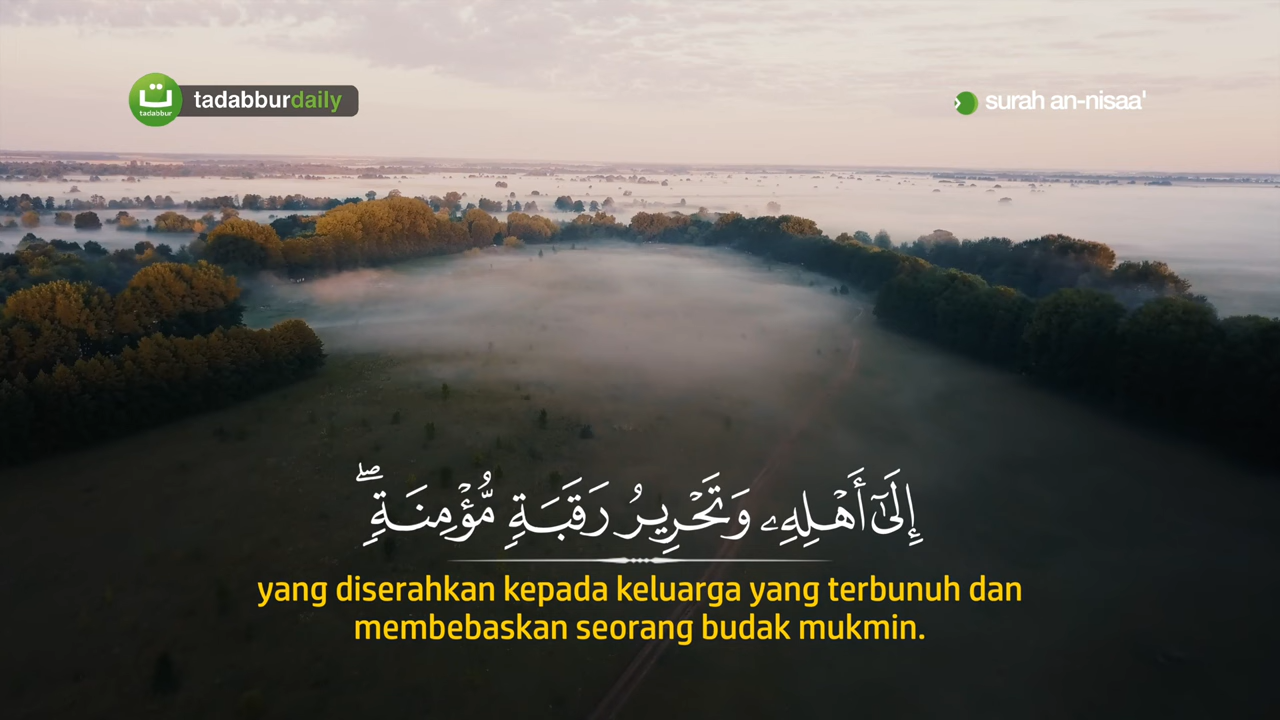 ت
tadabbur
tadabburdaily
surah an-nisaa'
إِلَىٰٓ أَهْلِهِۦ وَتَحْرِيرُ رَقَبَةٍ مُّؤْمِنَةٍ ۖ
yang diserahkan kepada keluarga yang terbunuh dan
membebaskan seorang budak mukmin.